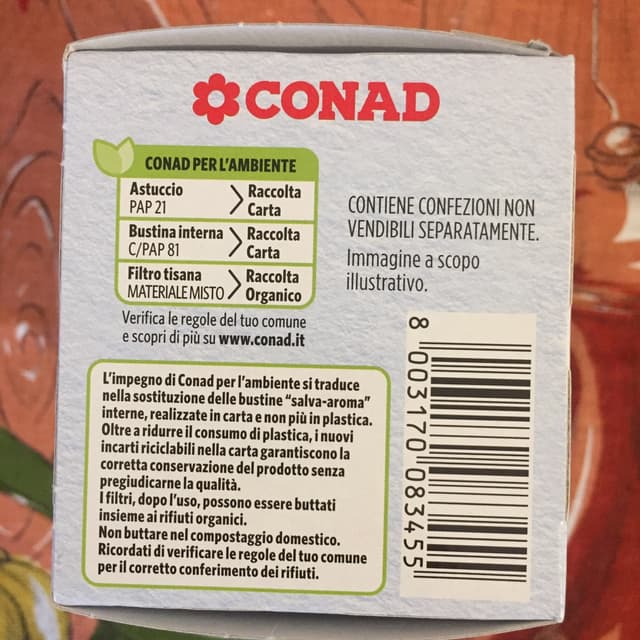 CONAD
CONAD PER L'AMBIENTE
Astuccio
PAP 21
Raccolta
Carta
Bustina interna
C/PAP 81
Raccolta
Carta
Filtro tisana
MATERIALE MISTO
Raccolta
Organico
Verifica le regole del tuo comune
e scopri di più su www.conad.it
CONTIENE CONFEZIONI NON
VENDIBILI SEPARATAMENTE.
Immagine a scopo
illustrativo.
L'impegno di Conad per l'ambiente si traduce
nella sostituzione delle bustine "salva-aroma"
interne, realizzate in carta e non più in plastica.
Oltre a ridurre il consumo di plastica, i nuovi
incarti riciclabili nella carta garantiscono la
corretta conservazione del prodotto senza
pregiudicarne la qualità.
I filtri, dopo l'uso, possono essere buttati
insieme ai rifiuti organici.
Non buttare nel compostaggio domestico.
Ricordati di verificare le regole del tuo comune
per il corretto conferimento dei rifiuti.
8 003170 083455